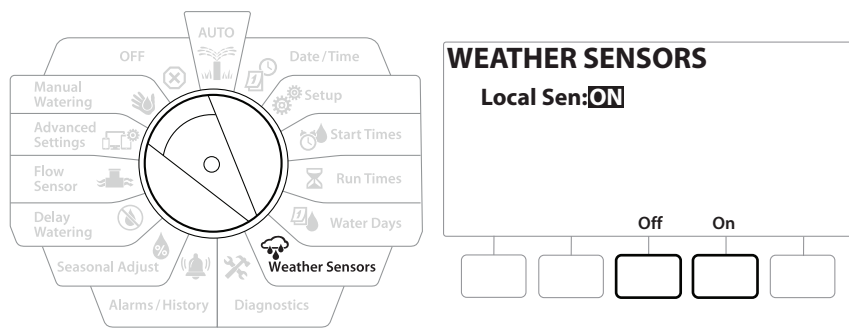 AUTO
OFF
Date/Time
Manual
Watering
Setup
Advanced
Settings
Start Times
Flow
Sensor
Run Times
Delay
Watering
Water Days
Seasonal Adjust
%
Weather Sensors
Alarms/History
Diagnostics
WEATHER SENSORS
Local Sen:ON
Off On